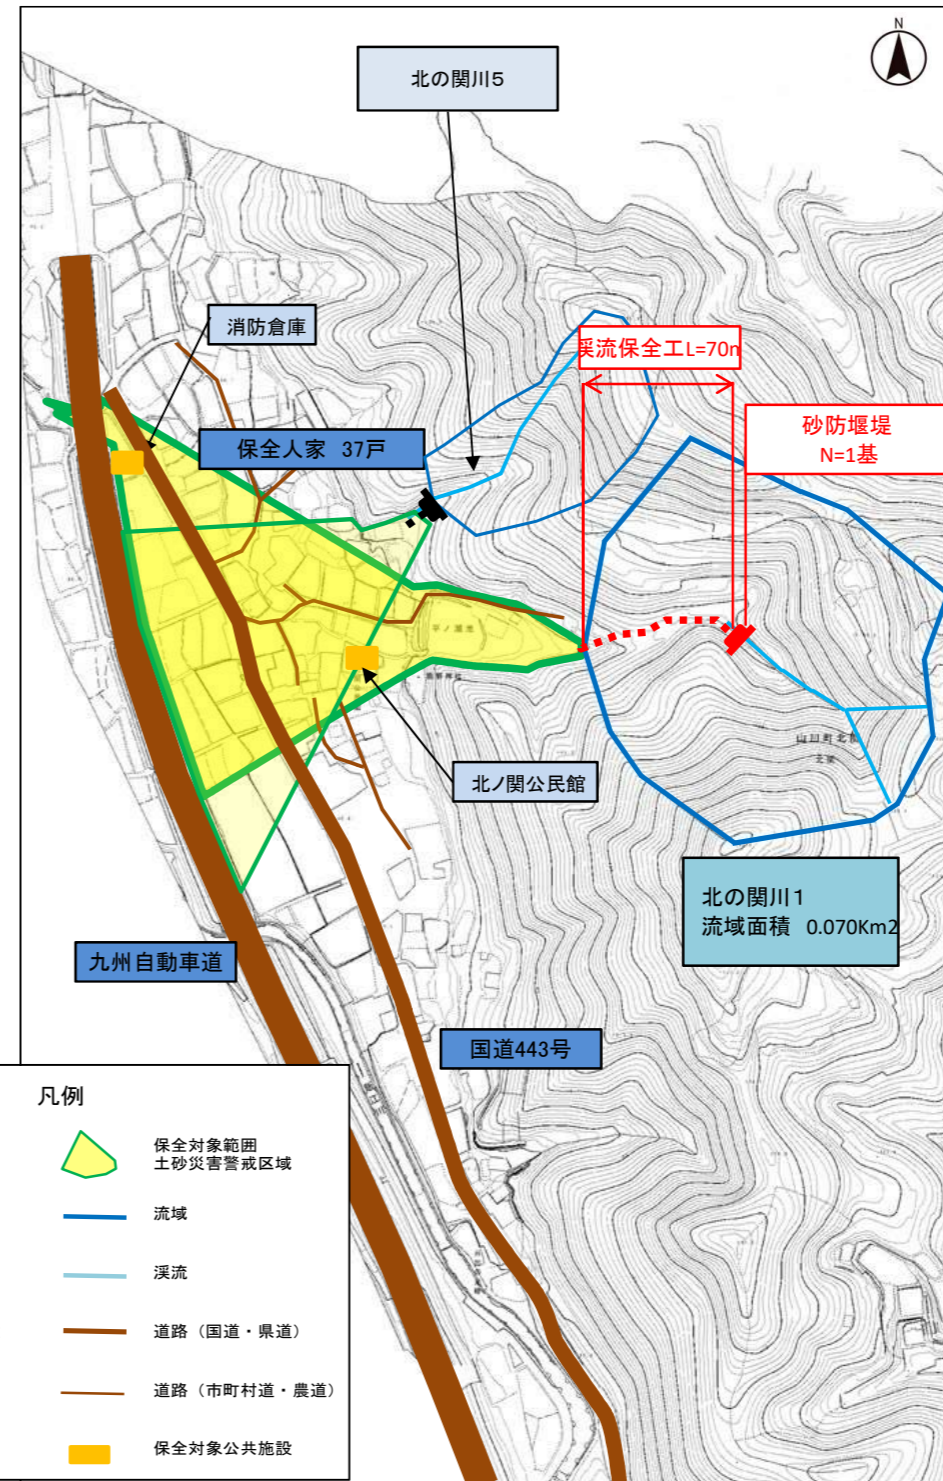 N
北の関川5
消防倉庫
渓流保全工L=70m
保全人家 37戸
砂防堰堤
N=1基
北ノ関公民館
北の関川1
流域面積 0.070Km2
九州自動車道
国道443号
凡例
保全対象範囲
土砂災害警戒区域
流域
渓流
道路（国道・県道）
道路（市町村道・農道）
保全対象公共施設